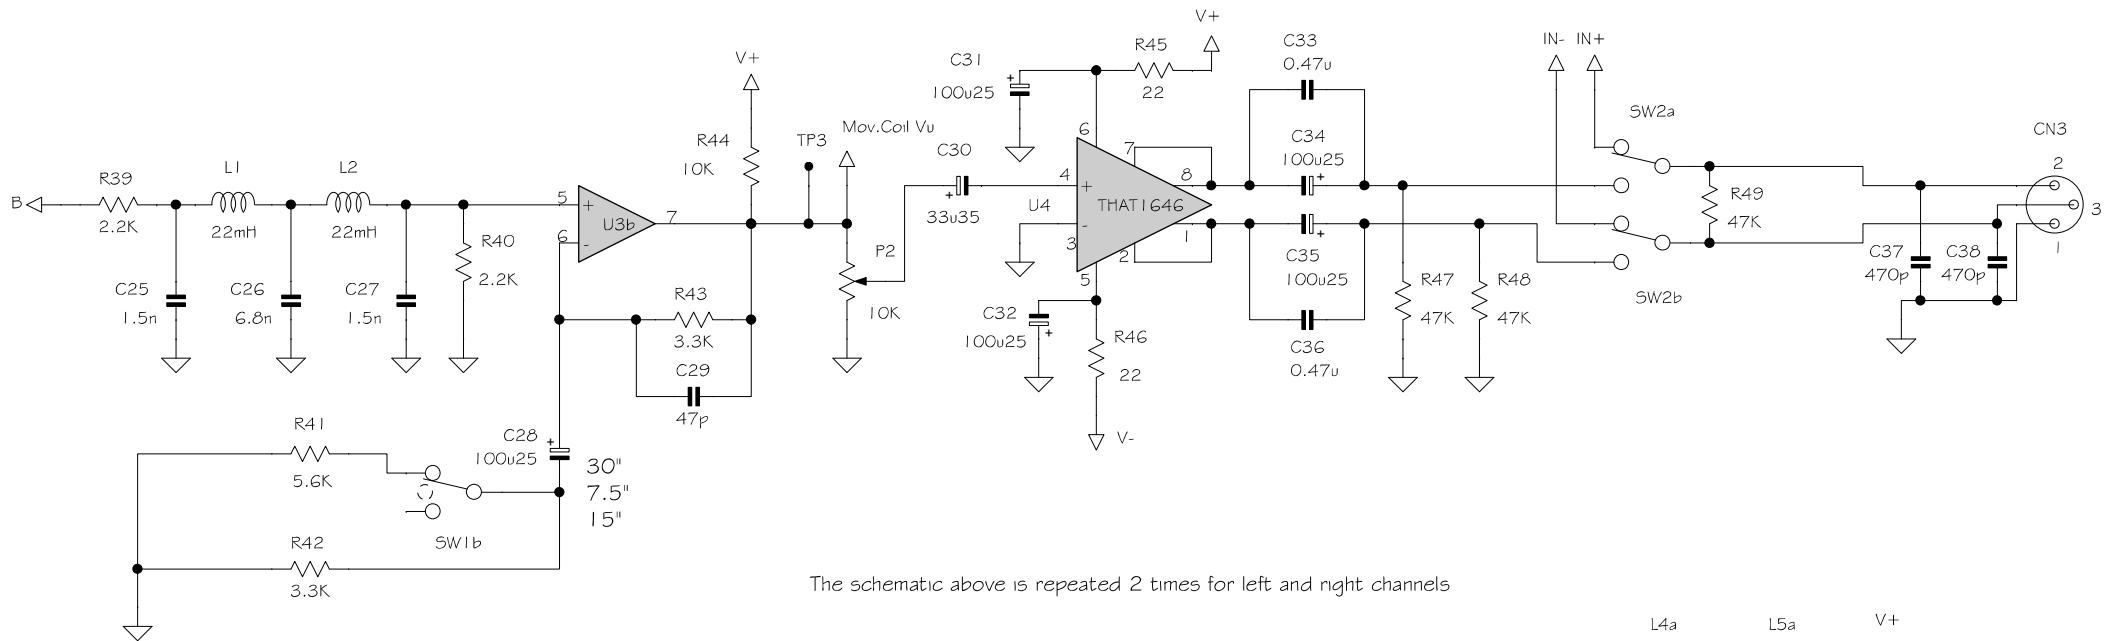 V+
C33
0.47u
IN- IN+
C31
100u25
R45
22
V+
SW2a
R44
10K
TP3
Mov.Coil Vu
C30
33u35
6
7
C34
100u25
CN3
2
B
R39
2.2K
L1
22mH
L2
22mH
5
+
U3b
7
6
-
4
+
U4
THAT1646
8
R49
47K
3
-
3
2
1
1
R40
2.2K
P2
10K
C35
100u25
C37
470p
C38
470p
C25
1.5n
C26
6.8n
C27
1.5n
R43
3.3K
5
C32
100u25
R46
22
R47
47K
R48
47K
SW2b
C36
0.47u
C29
47p
R41
5.6K
C28
100u25
V-
30"
7.5"
15"
SW1b
R42
3.3K
The schematic above is repeated 2 times for left and right channels
L4a
L5a
V+